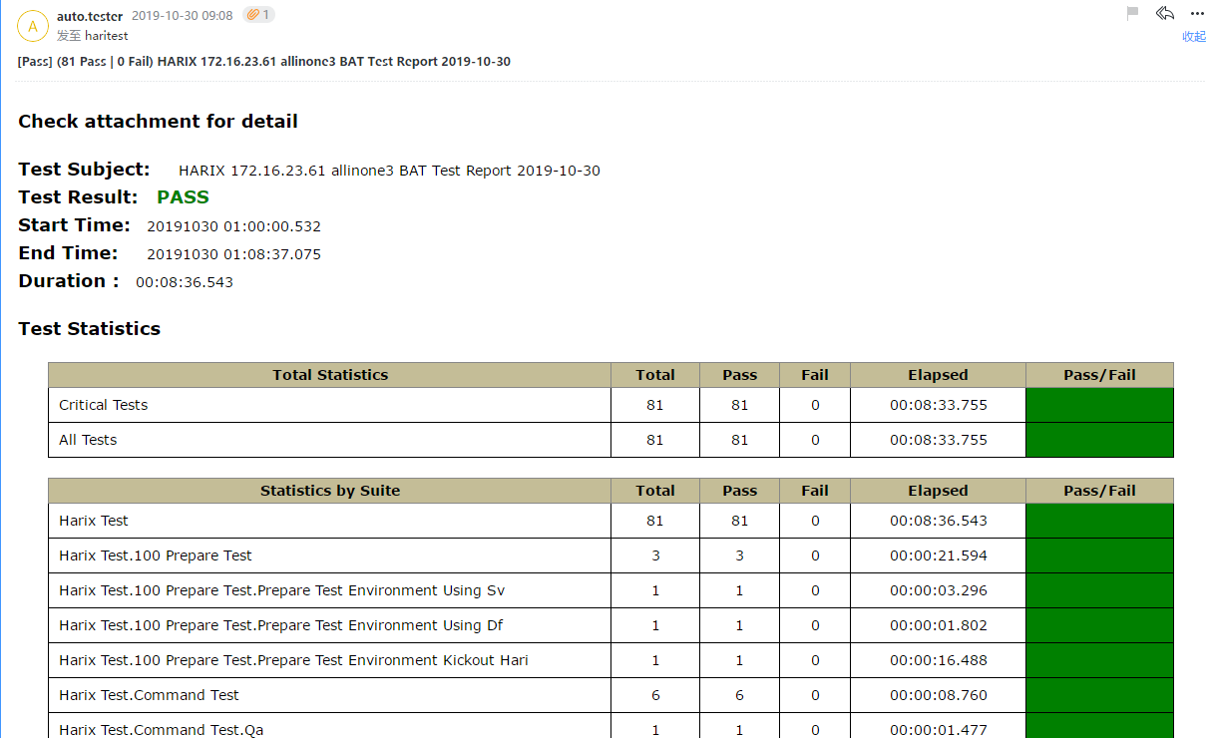 A
auto.tester 2019-10-30 09:08 1
发至 haritest
收起
[Pass] (81 Pass | 0 Fail) HARIX 172.16.23.61 allinone3 BAT Test Report 2019-10-30
Check attachment for detail
Test Subject: HARIX 172.16.23.61 allinone3 BAT Test Report 2019-10-30
Test Result: PASS
Start Time: 20191030 01:00:00.532
End Time: 20191030 01:08:37.075
Duration : 00:08:36.543
Test Statistics
Total Statistics Total Pass Fail Elapsed Pass/Fail
Critical Tests 81 81 0 00:08:33.755
All Tests 81 81 0 00:08:33.755
Statistics by Suite Total Pass Fail Elapsed Pass/Fail
Harix Test 81 81 0 00:08:36.543
Harix Test.100 Prepare Test 3 3 0 00:00:21.594
Harix Test.100 Prepare Test.Prepare Test Environment Using Sv 1 1 0 00:00:03.296
Harix Test.100 Prepare Test.Prepare Test Environment Using Df 1 1 0 00:00:01.802
Harix Test.100 Prepare Test.Prepare Test Environment Kickout Hari 1 1 0 00:00:16.488
Harix Test.Command Test 6 6 0 00:00:08.760
Harix Test.Command Test.Qa 1 1 0 00:00:01.477